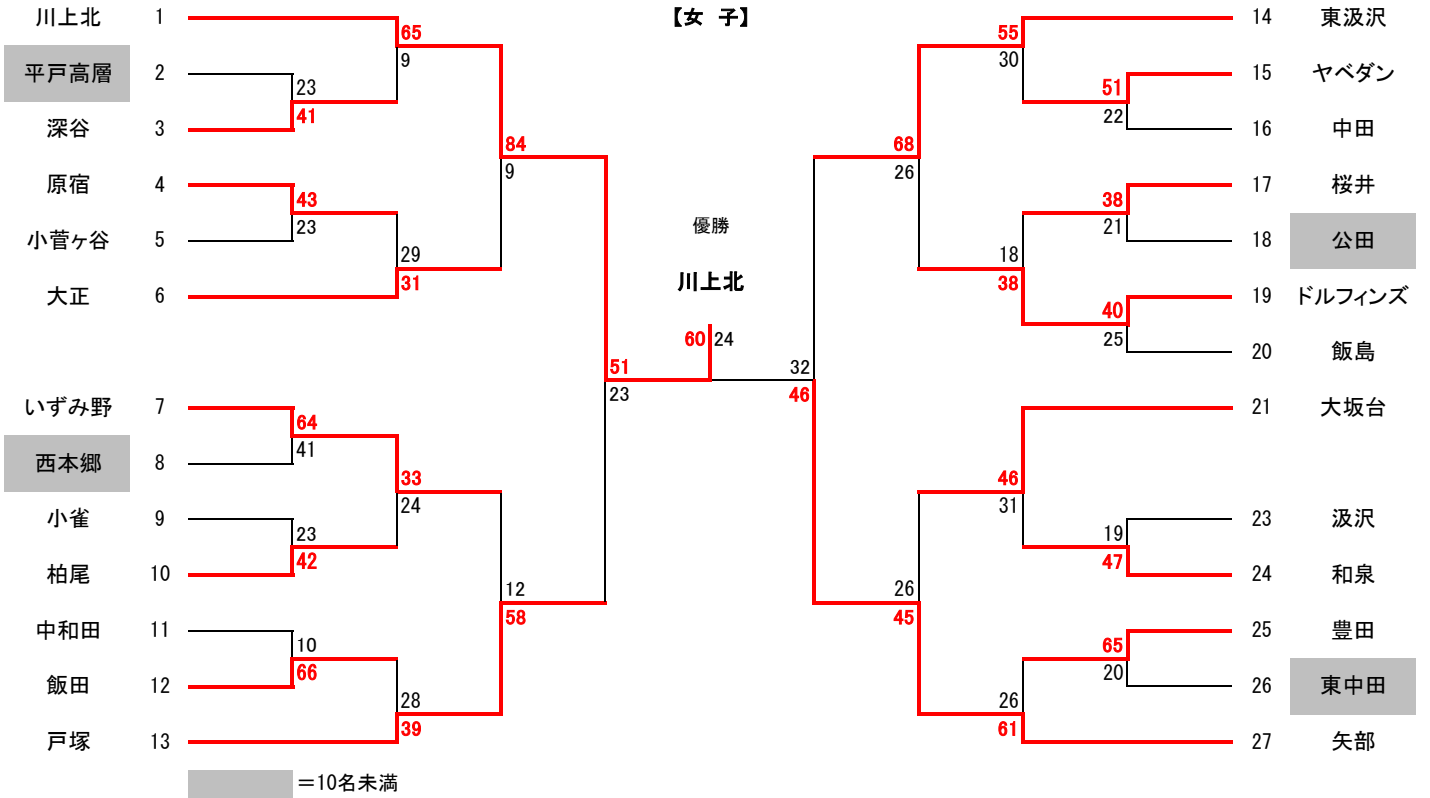 【女 子】
川上北 1
平戸高層 2
深谷 3
原宿 4
小菅ヶ谷 5
大正 6
いずみ野 7
西本郷 8
小雀 9
柏尾 10
中和田 11
飯田 12
戸塚 13
23
41
43
23
64
41
23
42
10
66
65
9
29
31
33
24
28
39
84
9
12
58
51
23
優勝
川上北
60 24
32
46
68
26
26
45
55
30
18
38
46
31
26
61
51
22
38
21
40
25
19
47
65
20
14 東汲沢
15 ヤベダン
16 中田
17 桜井
18 公田
19 ドルフィンズ
20 飯島
21 大坂台
23 汲沢
24 和泉
25 豊田
26 東中田
27 矢部
＝10名未満